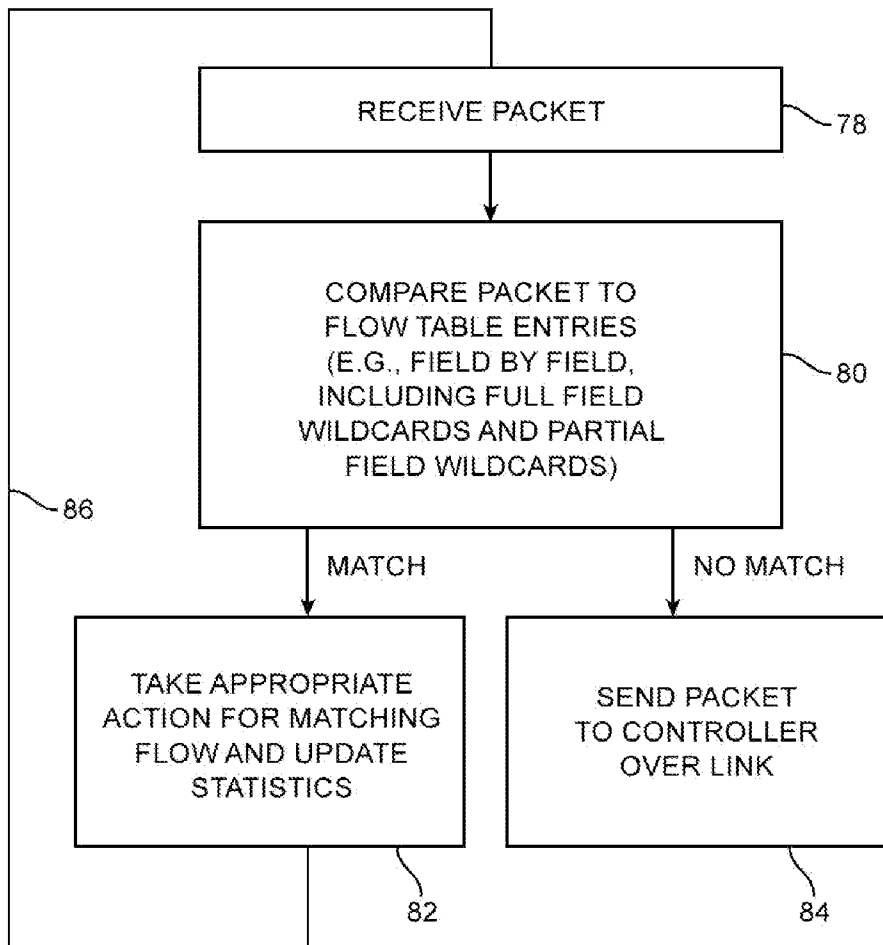 RECEIVE PACKET
78
COMPARE PACKET TO
FLOW TABLE ENTRIES
(E.G., FIELD BY FIELD,
INCLUDING FULL FIELD
WILDCARDS AND PARTIAL
FIELD WILDCARDS)
80
86
MATCH
NO MATCH
TAKE APPROPRIATE
ACTION FOR MATCHING
FLOW AND UPDATE
STATISTICS
82
SEND PACKET
TO CONTROLLER
OVER LINK
84